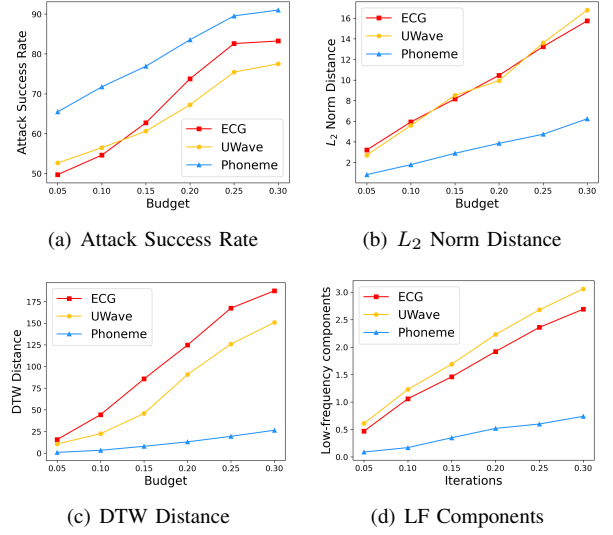 90
80
70
60
50
Attack Success Rate
ECG
UWave
Phoneme
0.05 0.10 0.15 0.20 0.25 0.30
Budget
(a) Attack Success Rate
16
14
12
10
8
6
4
2
L₂ Norm Distance
ECG
UWave
Phoneme
0.05 0.10 0.15 0.20 0.25 0.30
Budget
(b) L₂ Norm Distance
175
150
125
100
75
50
25
0
DTW Distance
ECG
UWave
Phoneme
0.05 0.10 0.15 0.20 0.25 0.30
Budget
(c) DTW Distance
3.0
2.5
2.0
1.5
1.0
0.5
0.0
Low-frequency components
ECG
UWave
Phoneme
0.05 0.10 0.15 0.20 0.25 0.30
Iterations
(d) LF Components